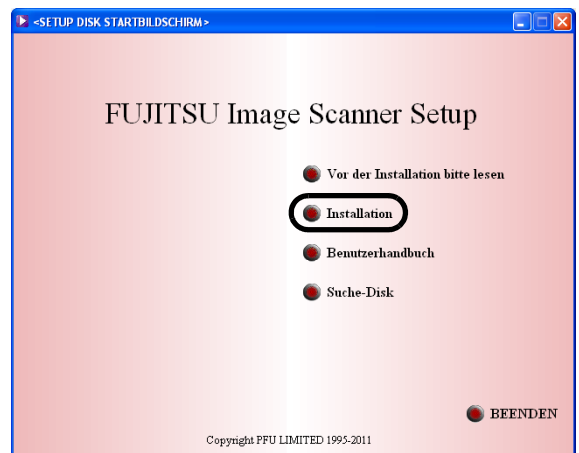 <SETUP DISK STARTBILDSCHIRM>
FUJITSU Image Scanner Setup
Vor der Installation bitte lesen
Installation
Benutzerhandbuch
Suche-Disk
BEENDEN
Copyright PFU LIMITED 1995-2011